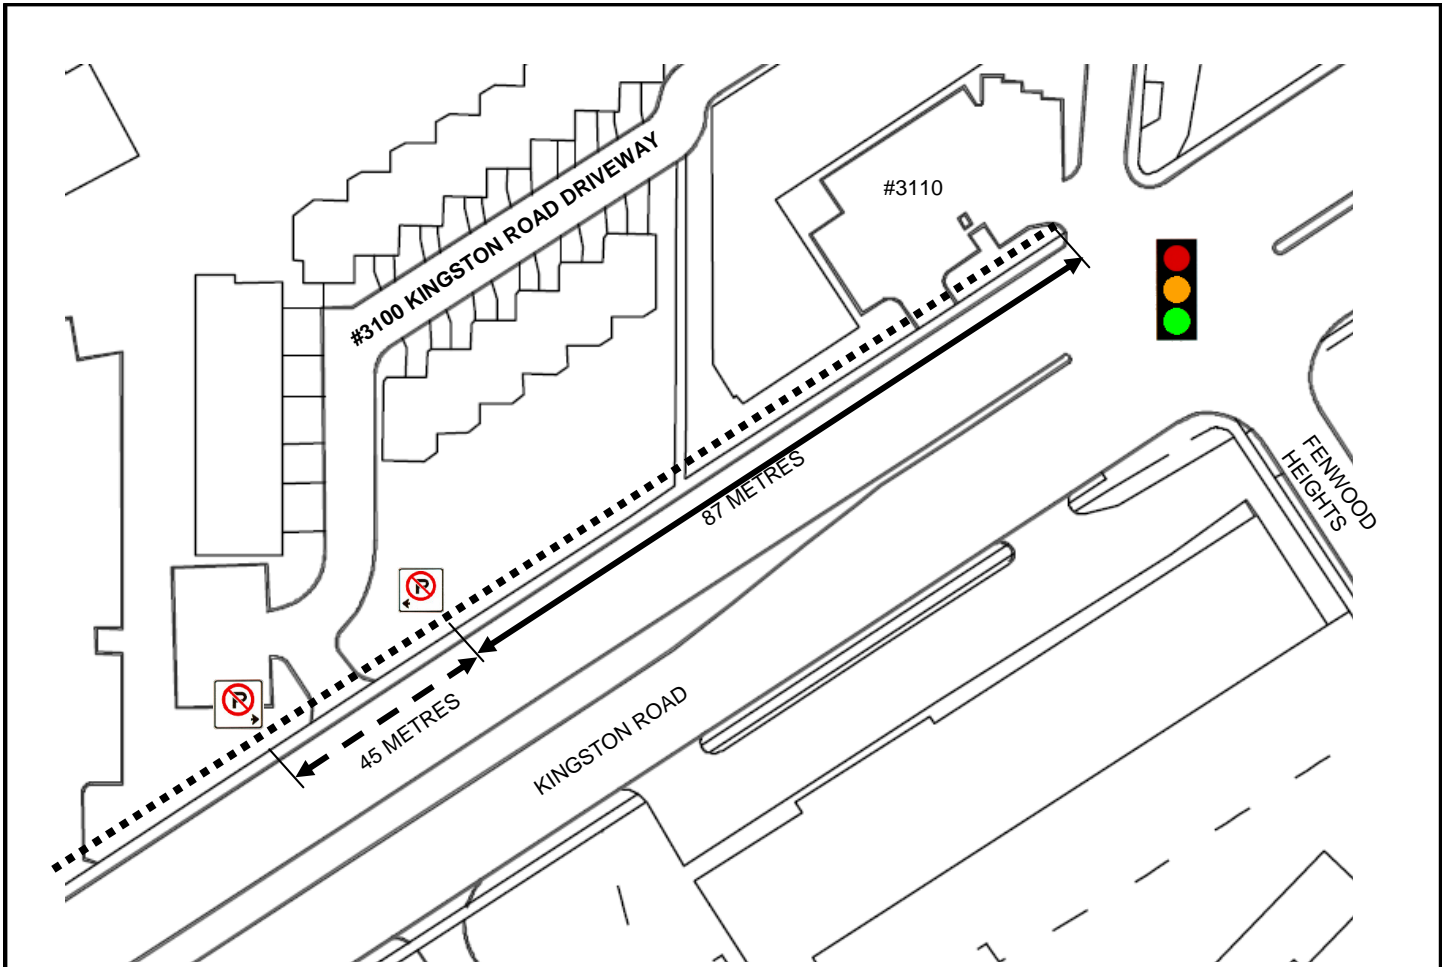 #3100 KINGSTON ROAD DRIVEWAY
#3110
FENWOOD
HEIGHTS
87 METRES
P
P
45 METRES
KINGSTON ROAD